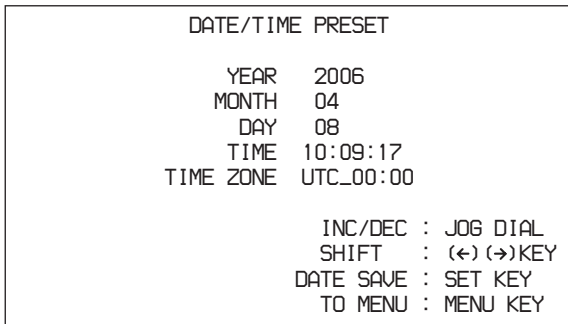 DATE/TIME PRESET
YEAR 2006
MONTH 04
DAY 08
TIME 10:09:17
TIME ZONE UTC_00:00
INC/DEC : JOG DIAL
SHIFT : (←)(→)KEY
DATE SAVE : SET KEY
TO MENU : MENU KEY